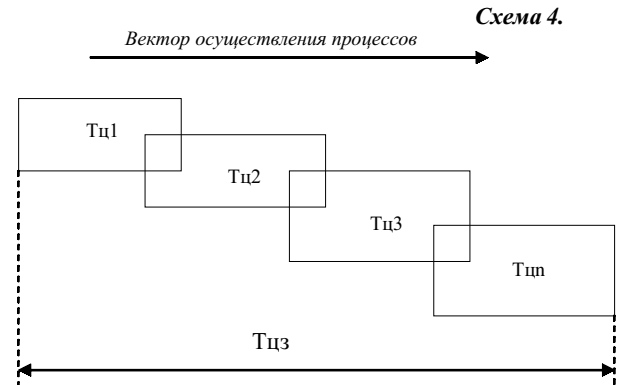 Схема 4.
Вектор осуществления процессов
Тц1
Тц2
Тц3
Тцn
Тцз